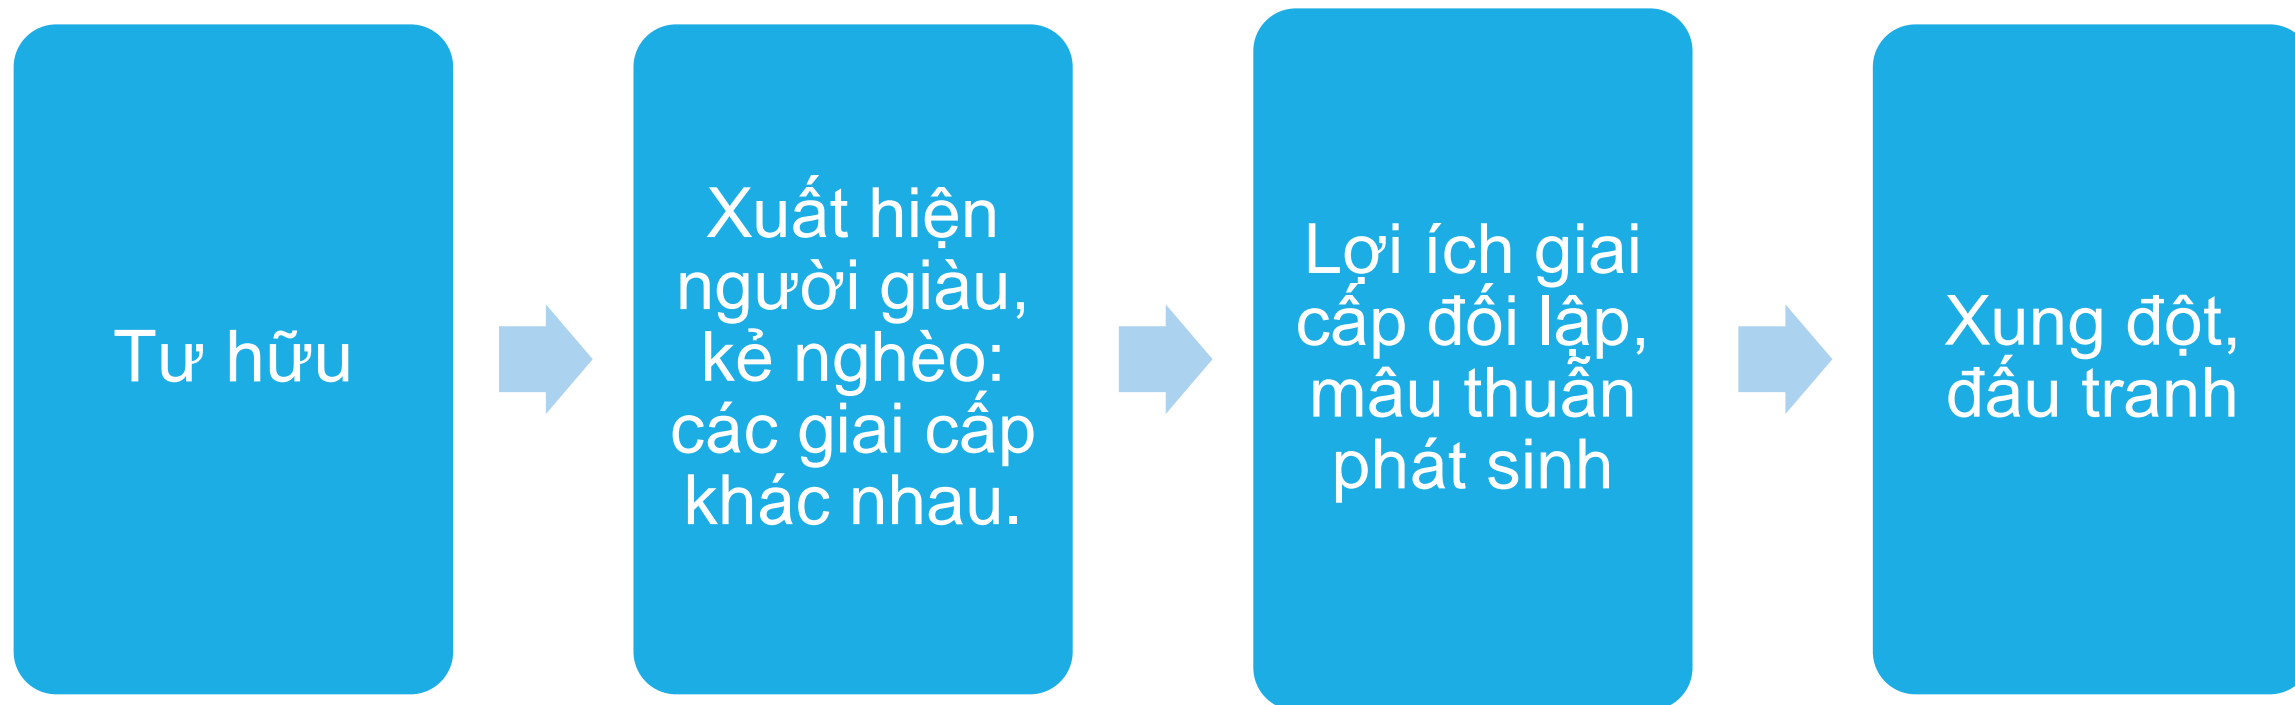 Tư hữu
Xuất hiện
người giàu,
kẻ nghèo:
các giai cấp
khác nhau.
Lợi ích giai
cấp đối lập,
mâu thuẫn
phát sinh
Xung đột,
đấu tranh